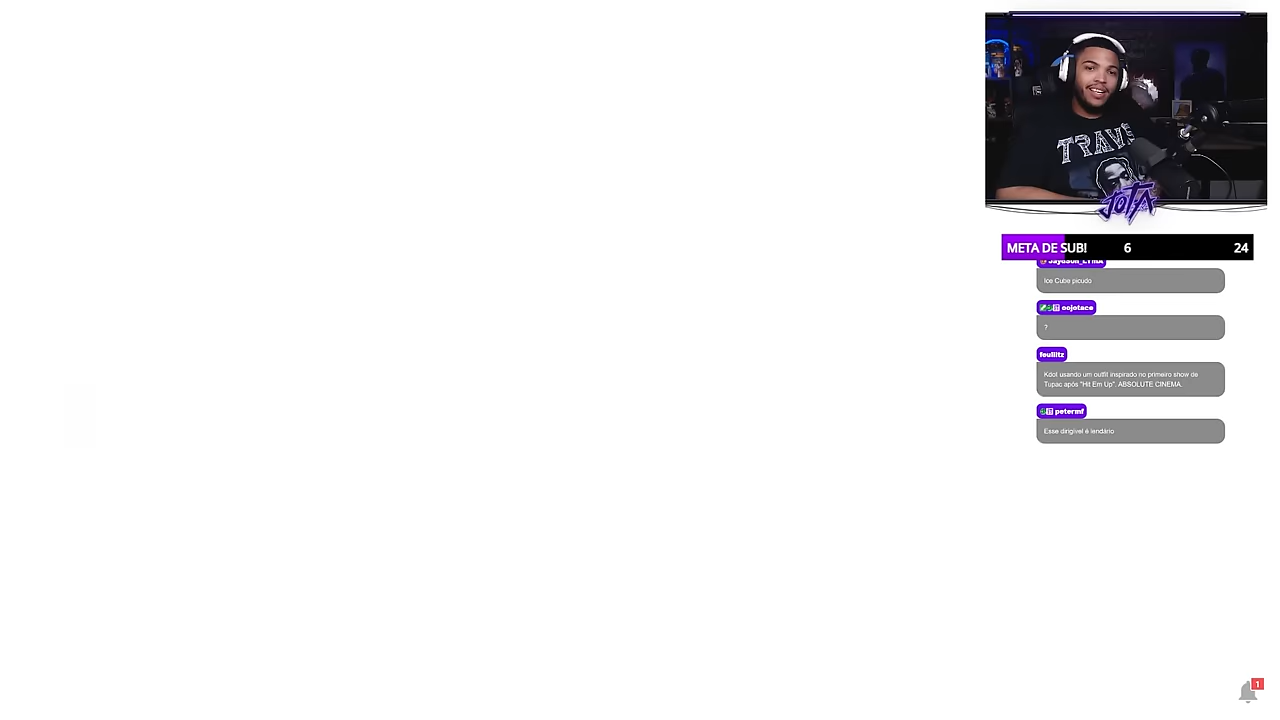 TRAVIS
JOTA
META DE SUB! 6 24
Ice Cube picudo
oojotace
?
feullitz
Kdot usando um outfit inspirado no primeiro show de
Tupac após "Hit Em Up". ABSOLUTE CINEMA.
petermf
Esse dirigível é lendário
1